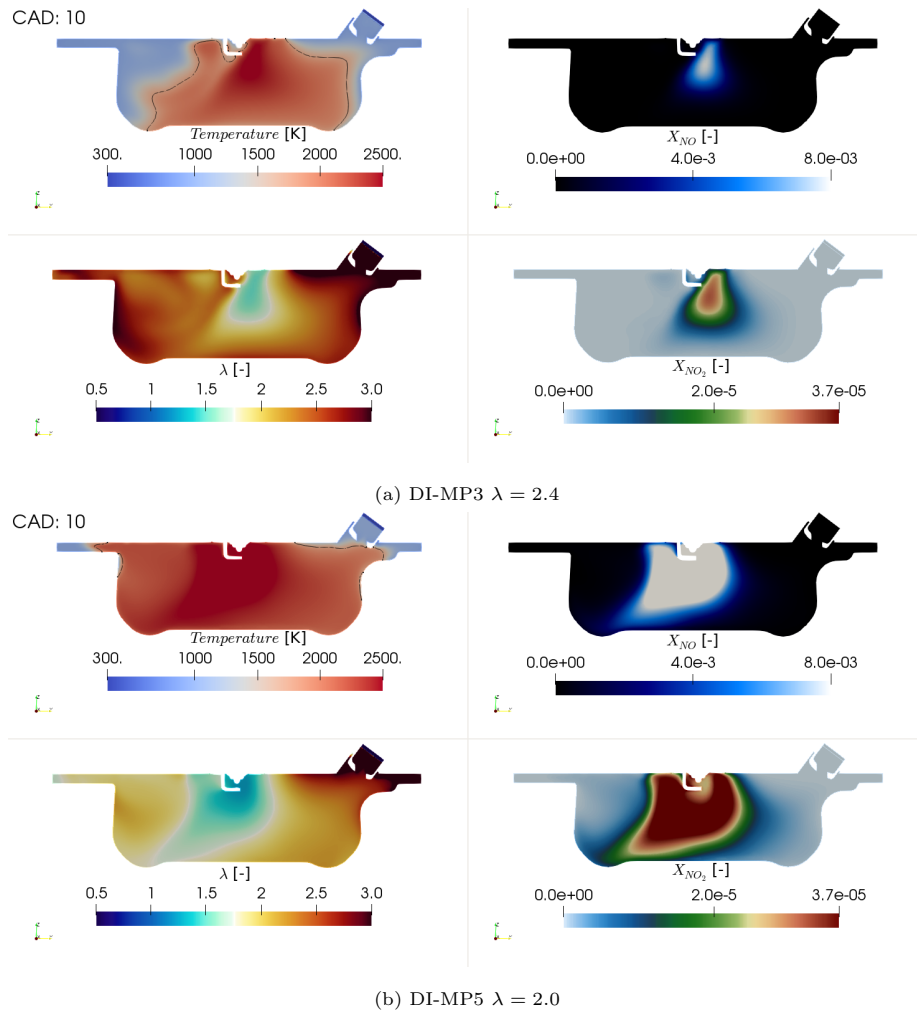 CAD: 10
Temperature [K]
300. 1000 1500 2000 2500.
X_NO [-]
0.0e+00 4.0e-3 8.0e-03
λ [-]
0.5 1 1.5 2 2.5 3.0
X_NO₂ [-]
0.0e+00 2.0e-5 3.7e-05
(a) DI-MP3 λ = 2.4
CAD: 10
Temperature [K]
300. 1000 1500 2000 2500.
X_NO [-]
0.0e+00 4.0e-3 8.0e-03
λ [-]
0.5 1 1.5 2 2.5 3.0
X_NO₂ [-]
0.0e+00 2.0e-5 3.7e-05
(b) DI-MP5 λ = 2.0